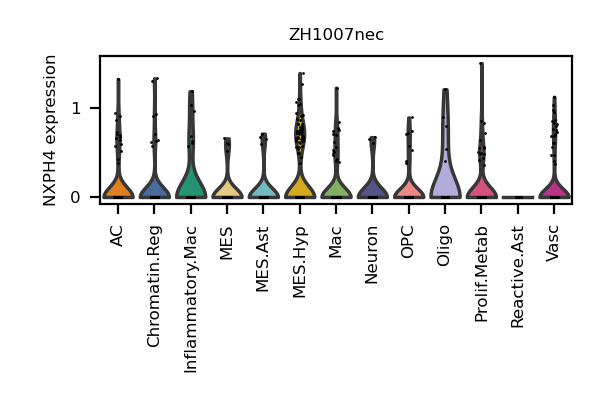 ZH1007nec
NXPH4 expression
1
0
AC
Chromatin.Reg
Inflammatory.Mac
MES
MES.Ast
MES.Hyp
Mac
Neuron
OPC
Oligo
Prolif.Metab
Reactive.Ast
Vasc